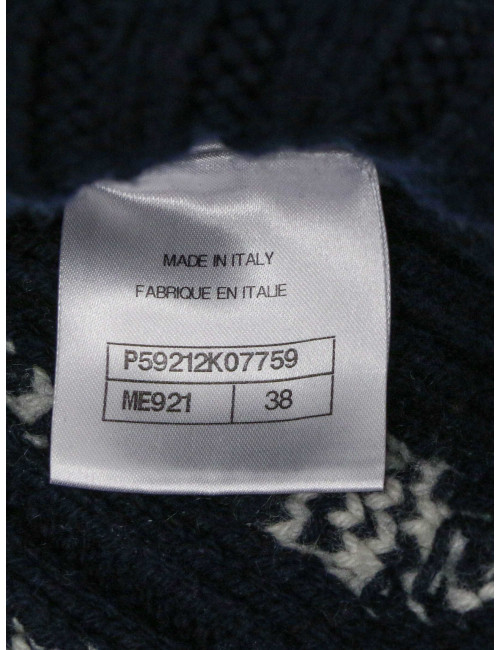 MADE IN ITALY
FABRIQUE EN ITALIE
P59212K07759
ME921 38